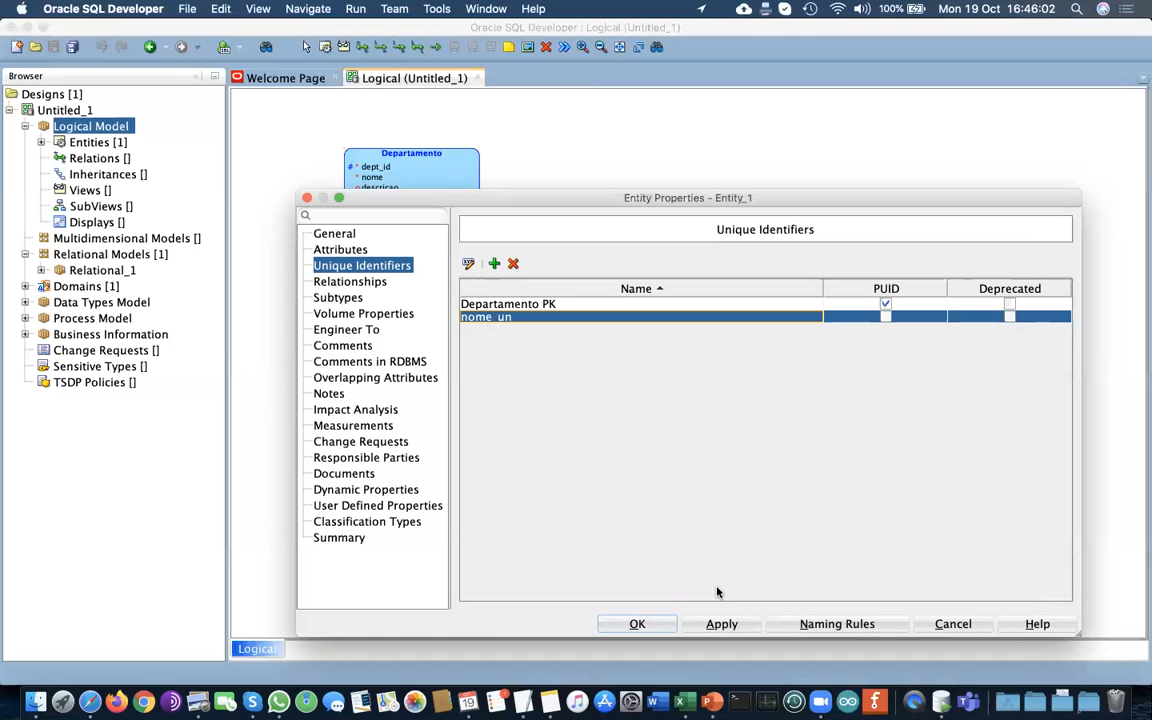 Oracle SQL Developer File Edit View Navigate Run Team Tools Window Help 100% Mon 19 Oct 16:46:02
Oracle SQL Developer : Logical (Untitled_1)
Browser
Welcome Page
Logical (Untitled_1)
Designs [1]
Untitled_1
Logical Model
Entities [1]
Relations []
Inheritances []
Views []
SubViews []
Displays []
Multidimensional Models []
Relational Models [1]
Relational_1
Domains [1]
Data Types Model
Process Model
Business Information
Change Requests []
Sensitive Types []
TSDP Policies []
Departamento
# * dept_id
* nome
o descricao
Entity Properties - Entity_1
General
Attributes
Unique Identifiers
Relationships
Subtypes
Volume Properties
Engineer To
Comments
Comments in RDBMS
Overlapping Attributes
Notes
Impact Analysis
Measurements
Change Requests
Responsible Parties
Documents
Dynamic Properties
User Defined Properties
Classification Types
Summary
Unique Identifiers
Name PUID Deprecated
Departamento PK
nome_un
OK Apply Naming Rules Cancel Help
Logical